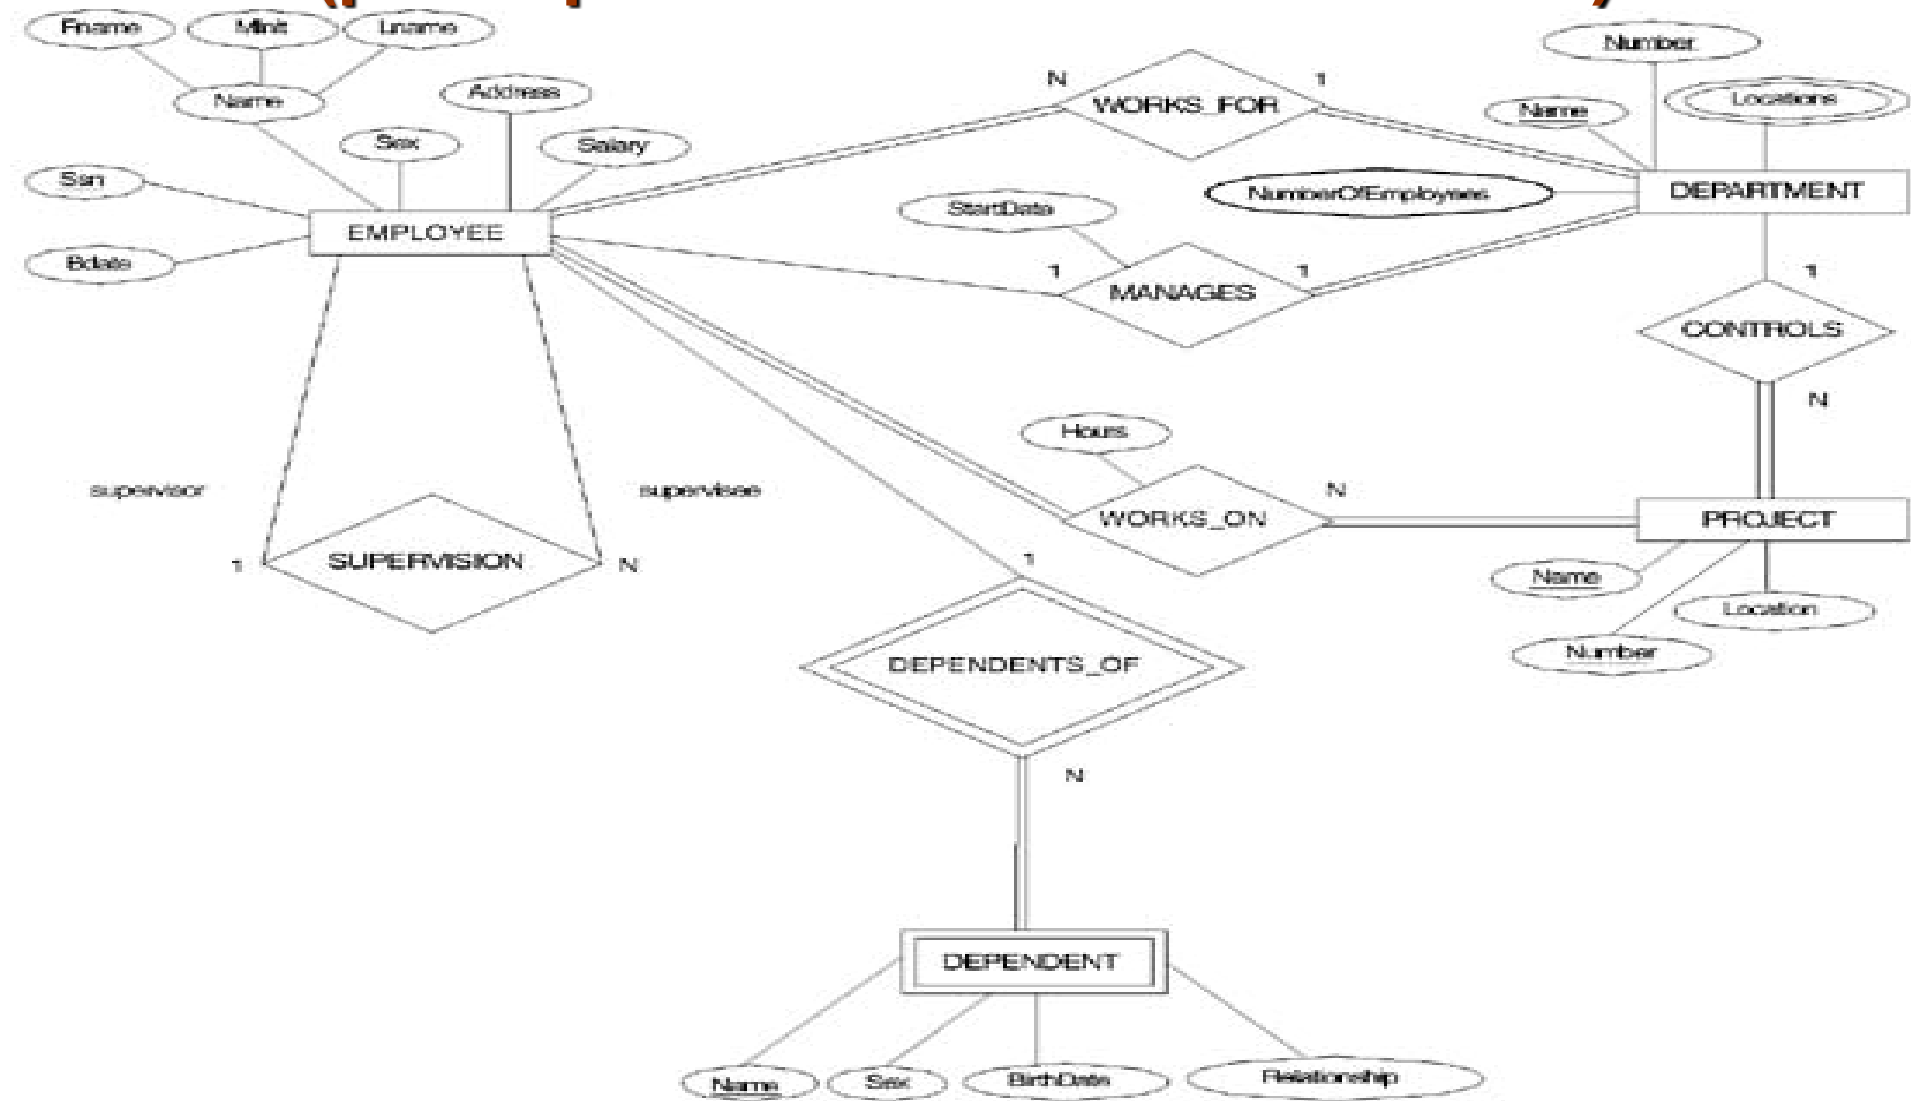 Fname Minit Lname
Number
Name Address
N WORKS_FOR 1 Name Locations
Sex Salary
Ssn NumberOfEmployees DEPARTMENT
StartDate
EMPLOYEE
Bdate 1 MANAGES 1 1
CONTROLS
N
Hours
supervisor supervisee N
WORKS_ON PROJECT
1 SUPERVISION N 1 Name
Location
DEPENDENTS_OF Number
N
DEPENDENT
Name Sex BirthDate Relationship